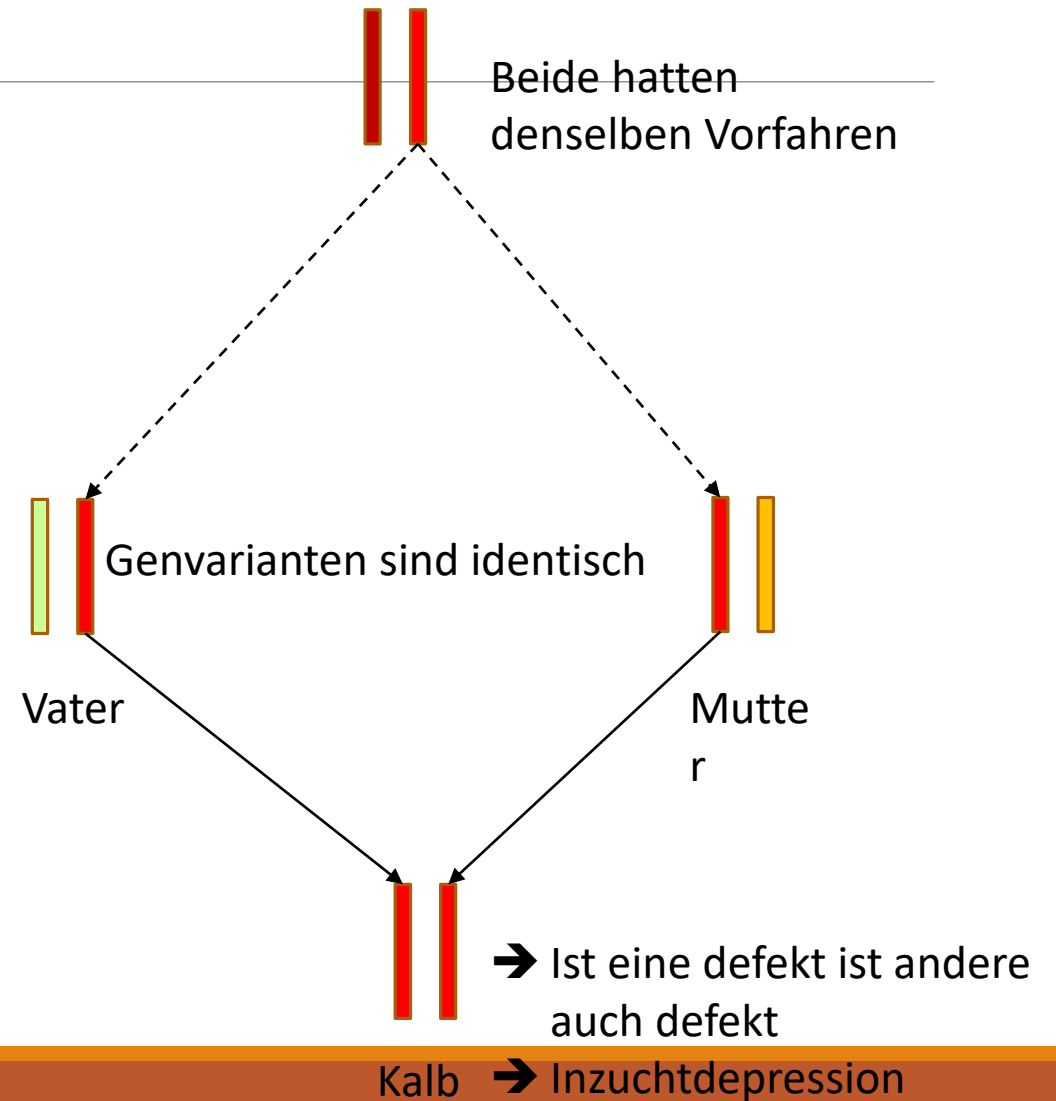 Beide hatten
denselben Vorfahren
Genvarianten sind identisch
Vater
Mutte
r
➔ Ist eine defekt ist andere
auch defekt
Kalb
➔ Inzuchtdepression